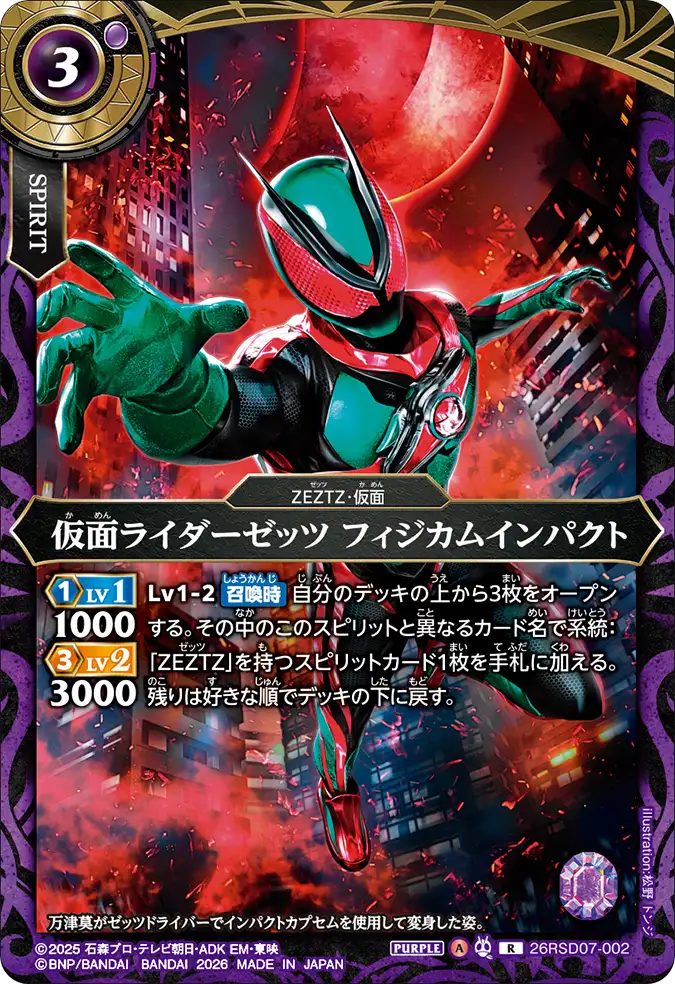 3
SPIRIT
ZEZTZ・仮面
仮面ライダーゼッツ フィジカムインパクト
1 LV1
1000
3 LV2
3000
Lv1-2 召喚時 自分のデッキの上から3枚をオープン
する。その中のこのスピリットと異なるカード名で系統:
「ZEZTZ」を持つスピリットカード1枚を手札に加える。
残りは好きな順でデッキの下に戻す。
illustration:松野 トンジ
万津莫がゼッツドライバーでインパクトカプセムを使用して変身した姿。
©2025 石森プロ・テレビ朝日・ADK EM・東映
©BNP/BANDAI BANDAI 2026 MADE IN JAPAN
PURPLE A R 26RSD07-002